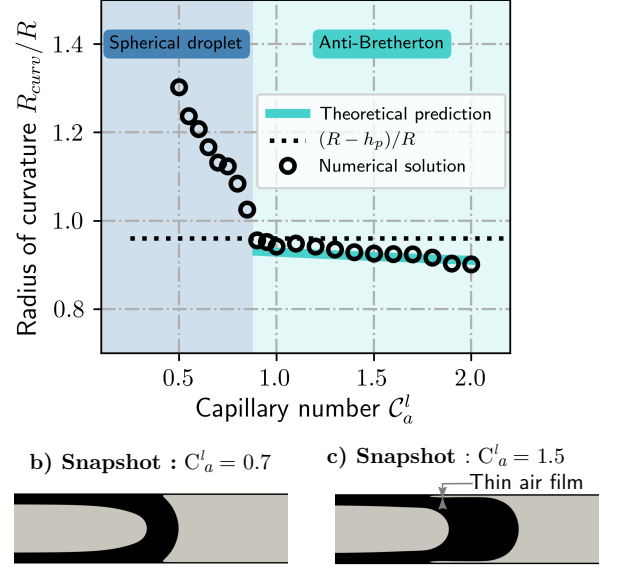 Radius of curvature R_curv/R
1.4
1.2
1.0
0.8
Spherical droplet
Anti-Bretherton
Theoretical prediction
(R − h_p)/R
Numerical solution
0.5
1.0
1.5
2.0
Capillary number 𝒞_a^l
b) Snapshot : C^l_a = 0.7
c) Snapshot : C^l_a = 1.5
Thin air film